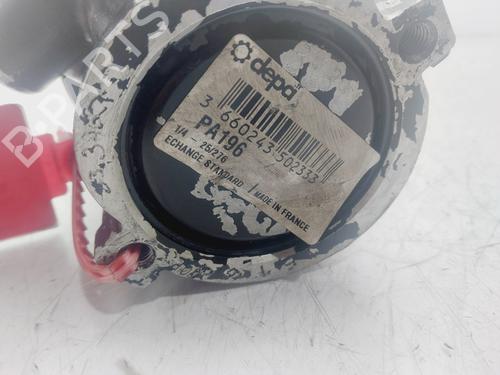 depa
3 660243 502333
PA196
1/4 - 25/276
ECHANGE STANDARD / MADE IN FRANCE
B PARTS